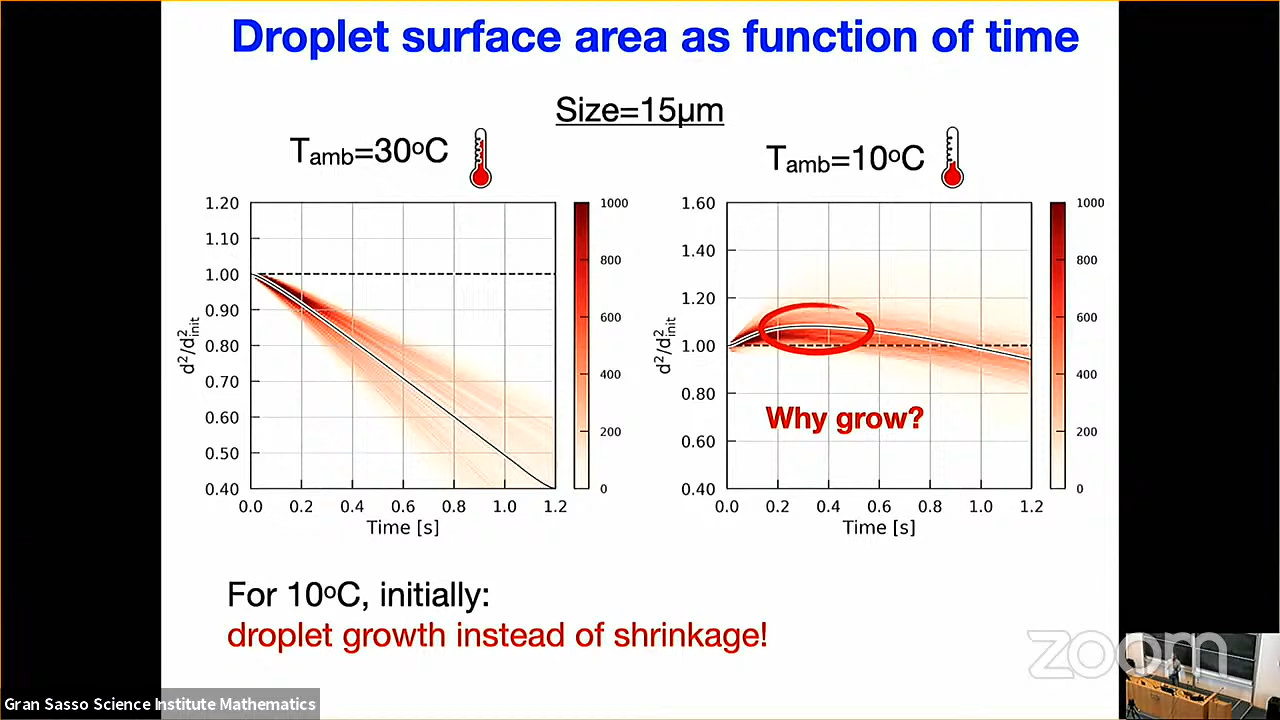 Droplet surface area as function of time
Size=15μm
Tamb=30ºC
Tamb=10ºC
1.20
1.10
1.00
0.90
0.80
0.70
0.60
0.50
0.40
d²/d²init
0.0 0.2 0.4 0.6 0.8 1.0 1.2
Time [s]
1000
800
600
400
200
0
1.60
1.40
1.20
1.00
0.80
0.60
0.40
d²/d²init
Why grow?
0.0 0.2 0.4 0.6 0.8 1.0 1.2
Time [s]
1000
800
600
400
200
0
For 10ºC, initially:
droplet growth instead of shrinkage!
zoom
Gran Sasso Science Institute Mathematics